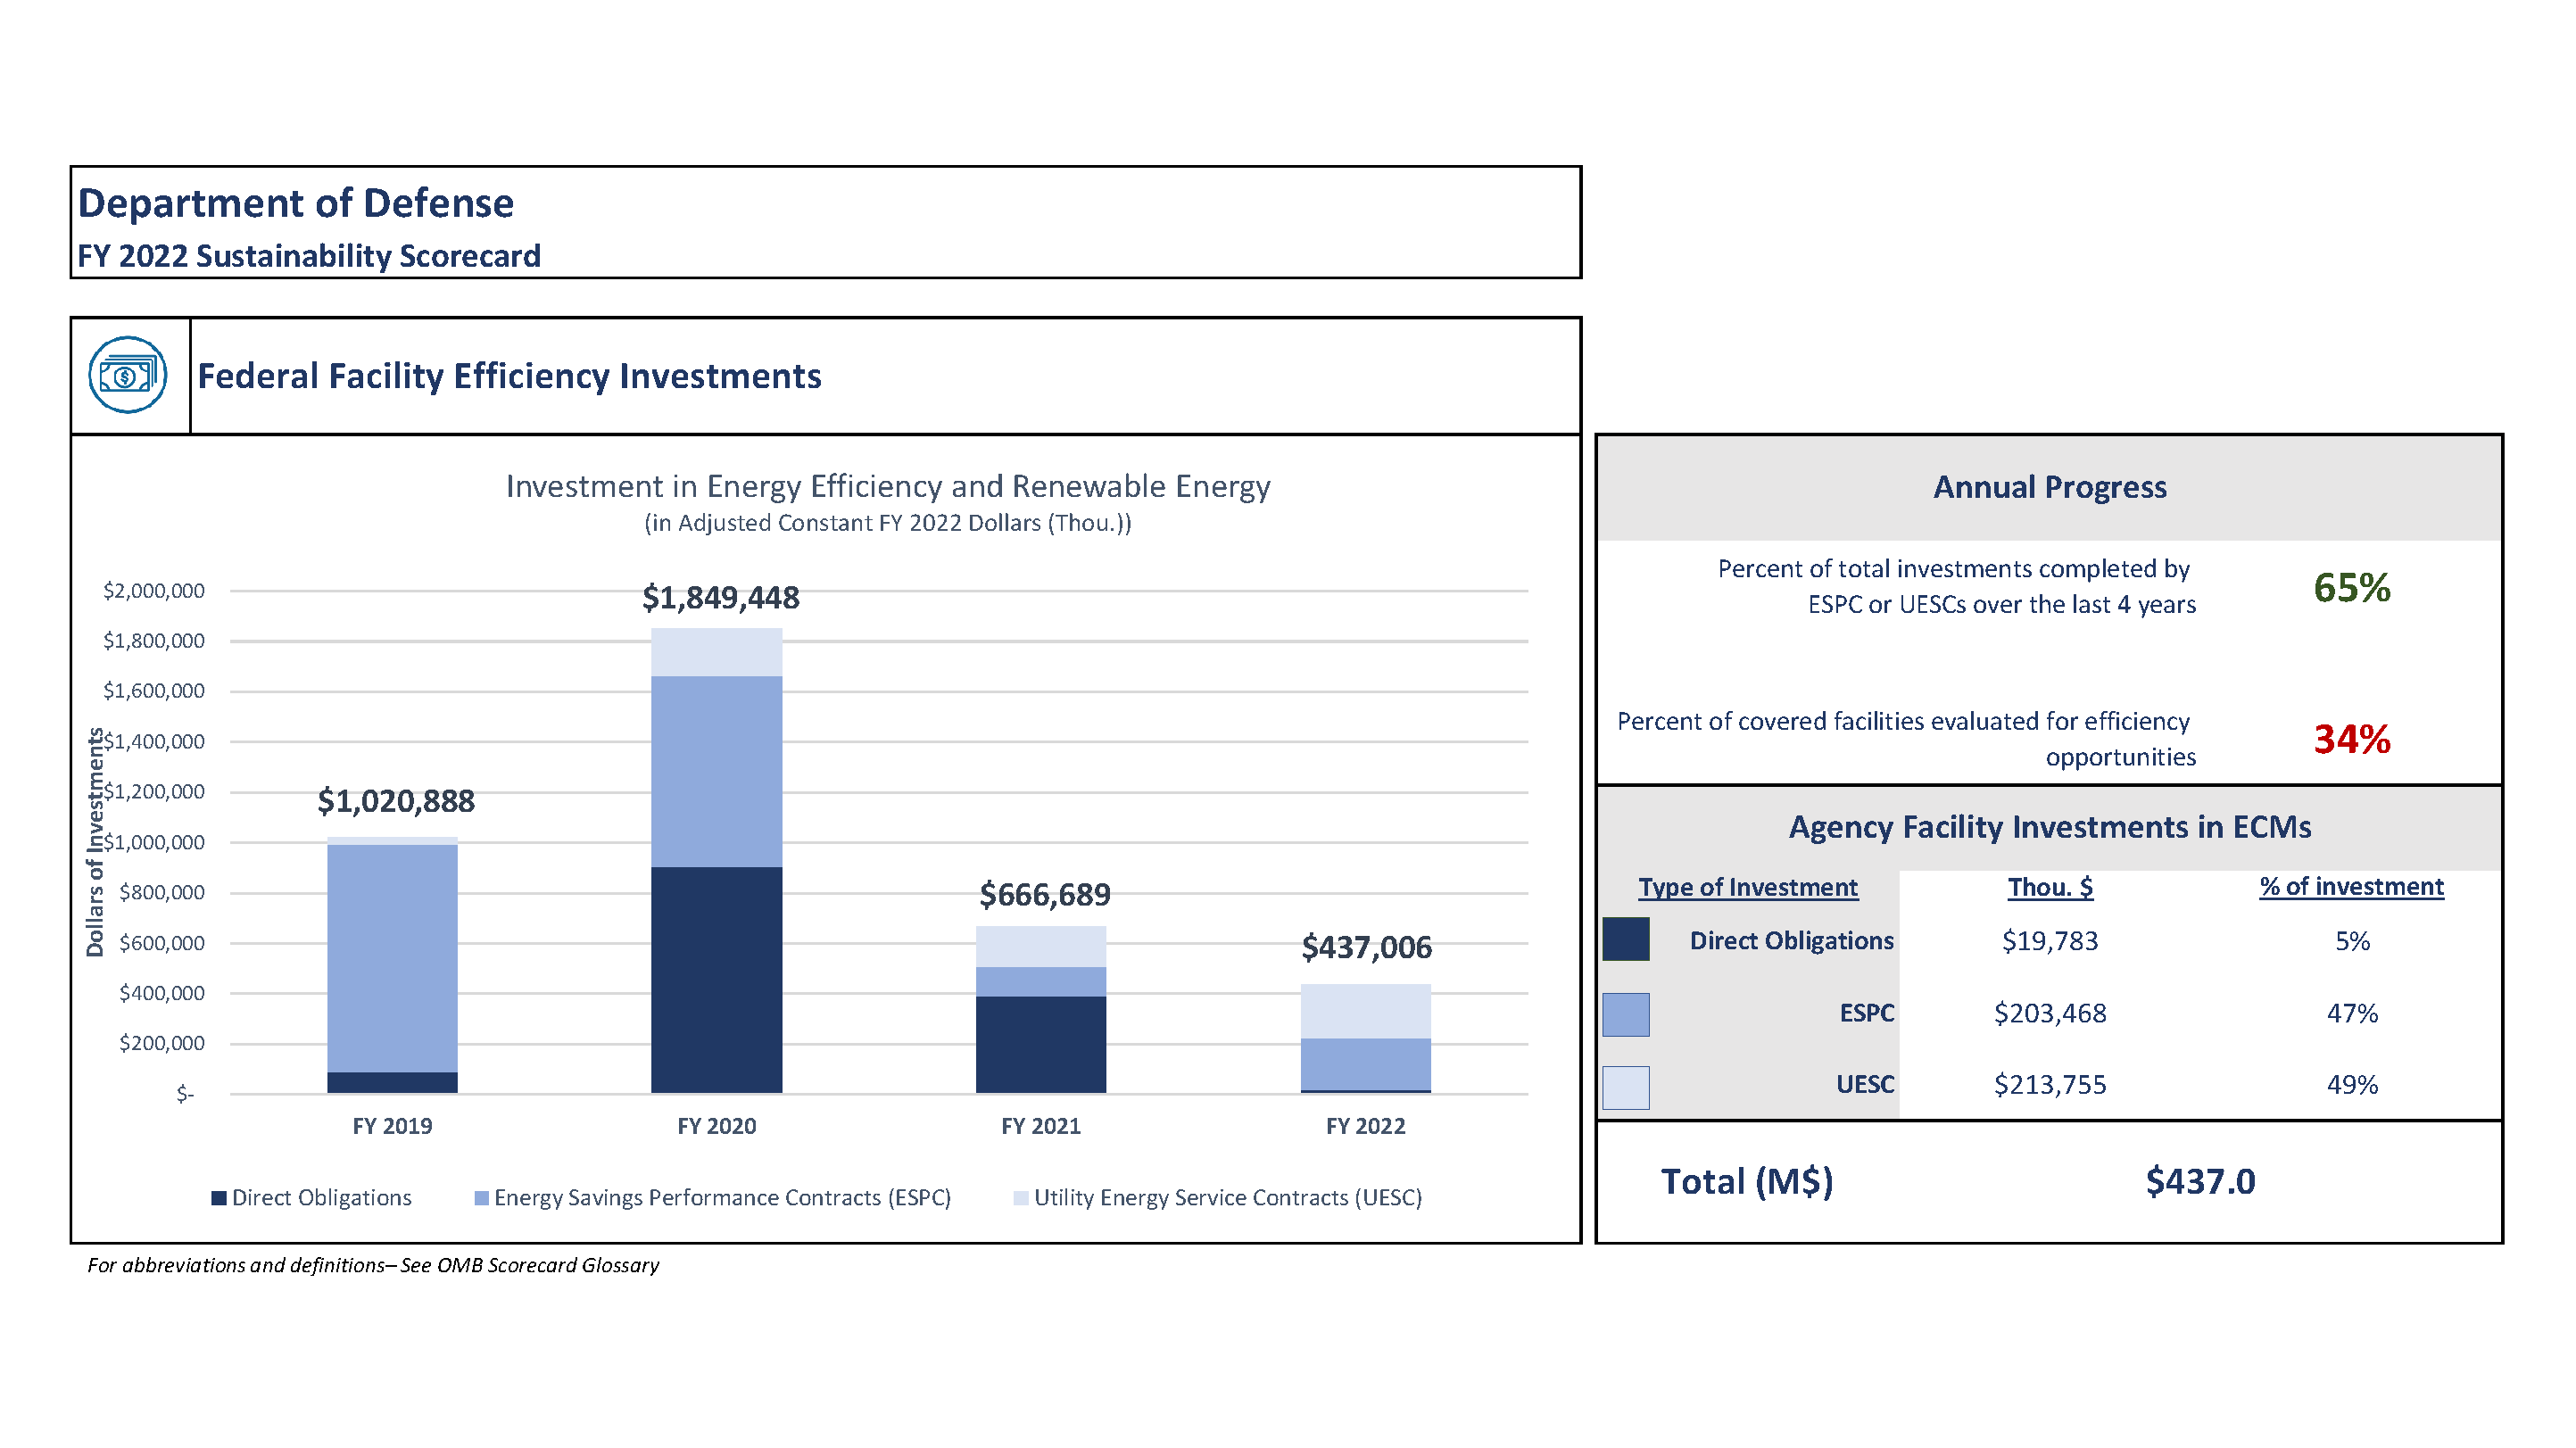 Department of Defense
FY 2022 Sustainability Scorecard
Federal Facility Efficiency Investments
Investment in Energy Efficiency and Renewable Energy
(in Adjusted Constant FY 2022 Dollars (Thou.))
Dollars of Investments
$2,000,000
$1,800,000
$1,600,000
$1,400,000
$1,200,000
$1,000,000
$800,000
$600,000
$400,000
$200,000
$-
$1,020,888
$1,849,448
$666,689
$437,006
FY 2019 FY 2020 FY 2021 FY 2022
Direct Obligations Energy Savings Performance Contracts (ESPC) Utility Energy Service Contracts (UESC)
Annual Progress
Percent of total investments completed by
ESPC or UESCs over the last 4 years
65%
Percent of covered facilities evaluated for efficiency
opportunities
34%
Agency Facility Investments in ECMs
Type of Investment Thou. $ % of investment
Direct Obligations $19,783 5%
ESPC $203,468 47%
UESC $213,755 49%
Total (M$) $437.0
For abbreviations and definitions– See OMB Scorecard Glossary